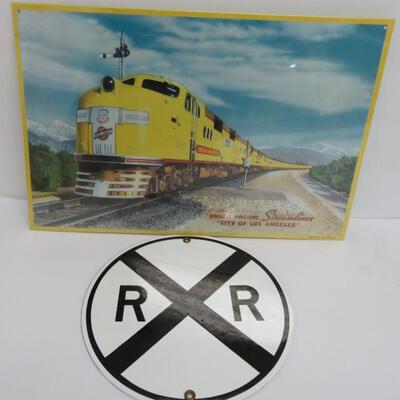 UNION PACIFIC Streamliner
"CITY OF LOS ANGELES"
R R